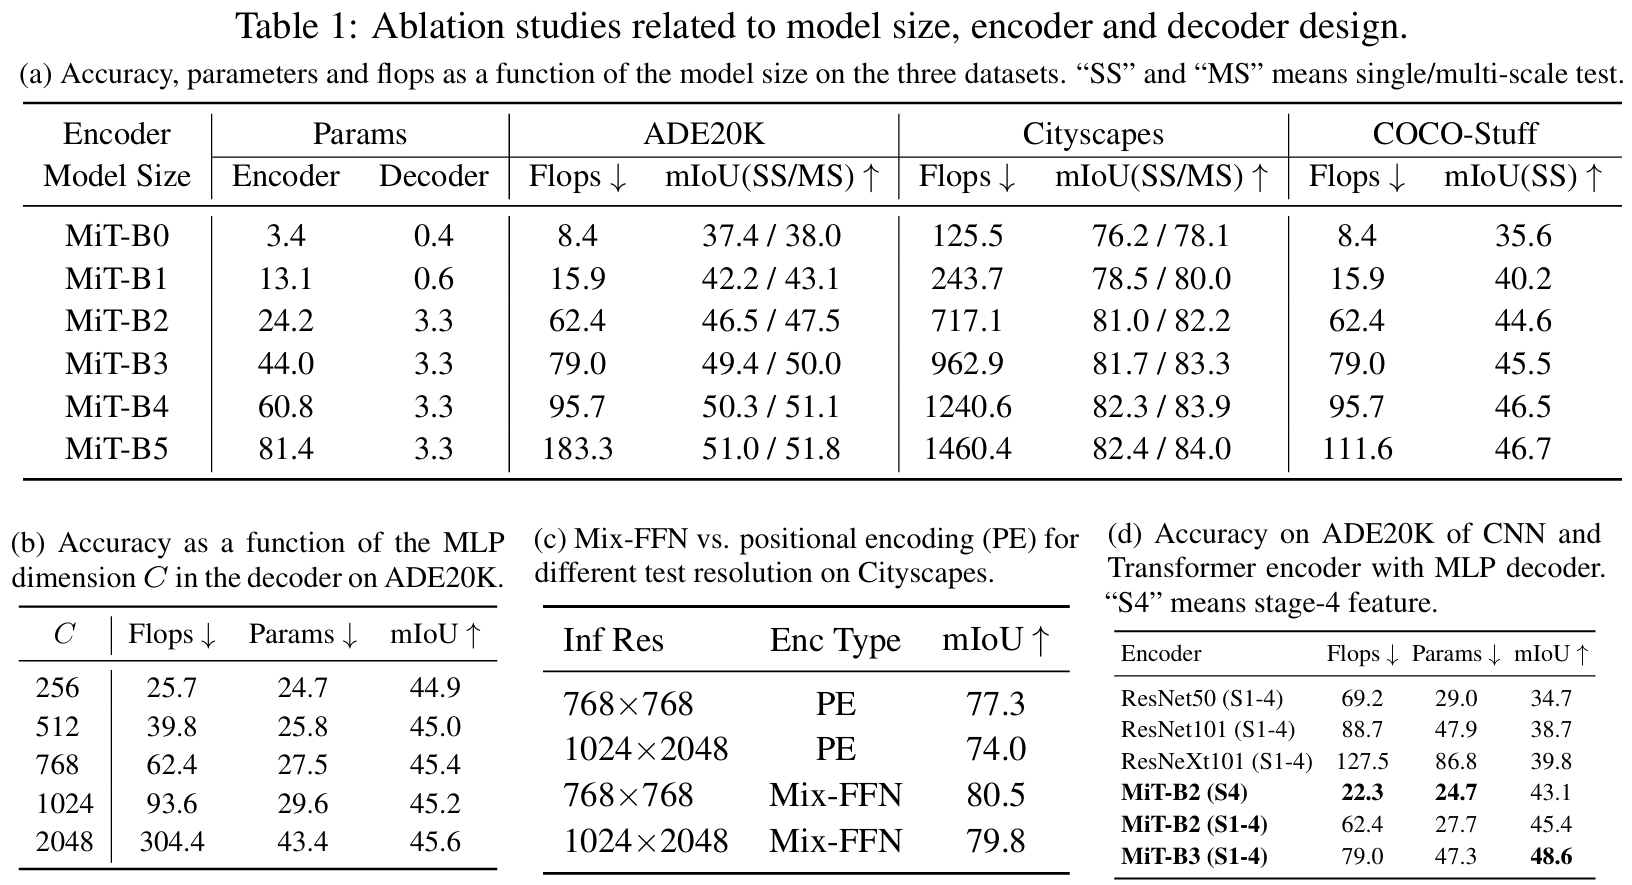 Table 1: Ablation studies related to model size, encoder and decoder design.
(a) Accuracy, parameters and flops as a function of the model size on the three datasets. “SS” and “MS” means single/multi-scale test.
Encoder Params ADE20K Cityscapes COCO-Stuff
Model Size Encoder Decoder Flops ↓ mIoU(SS/MS) ↑ Flops ↓ mIoU(SS/MS) ↑ Flops ↓ mIoU(SS) ↑
MiT-B0 3.4 0.4 8.4 37.4 / 38.0 125.5 76.2 / 78.1 8.4 35.6
MiT-B1 13.1 0.6 15.9 42.2 / 43.1 243.7 78.5 / 80.0 15.9 40.2
MiT-B2 24.2 3.3 62.4 46.5 / 47.5 717.1 81.0 / 82.2 62.4 44.6
MiT-B3 44.0 3.3 79.0 49.4 / 50.0 962.9 81.7 / 83.3 79.0 45.5
MiT-B4 60.8 3.3 95.7 50.3 / 51.1 1240.6 82.3 / 83.9 95.7 46.5
MiT-B5 81.4 3.3 183.3 51.0 / 51.8 1460.4 82.4 / 84.0 111.6 46.7
(b) Accuracy as a function of the MLP
dimension C in the decoder on ADE20K.
C Flops ↓ Params ↓ mIoU ↑
256 25.7 24.7 44.9
512 39.8 25.8 45.0
768 62.4 27.5 45.4
1024 93.6 29.6 45.2
2048 304.4 43.4 45.6
(c) Mix-FFN vs. positional encoding (PE) for
different test resolution on Cityscapes.
Inf Res Enc Type mIoU ↑
768×768 PE 77.3
1024×2048 PE 74.0
768×768 Mix-FFN 80.5
1024×2048 Mix-FFN 79.8
(d) Accuracy on ADE20K of CNN and
Transformer encoder with MLP decoder.
“S4” means stage-4 feature.
Encoder Flops ↓ Params ↓ mIoU ↑
ResNet50 (S1-4) 69.2 29.0 34.7
ResNet101 (S1-4) 88.7 47.9 38.7
ResNeXt101 (S1-4) 127.5 86.8 39.8
MiT-B2 (S4) 22.3 24.7 43.1
MiT-B2 (S1-4) 62.4 27.7 45.4
MiT-B3 (S1-4) 79.0 47.3 48.6